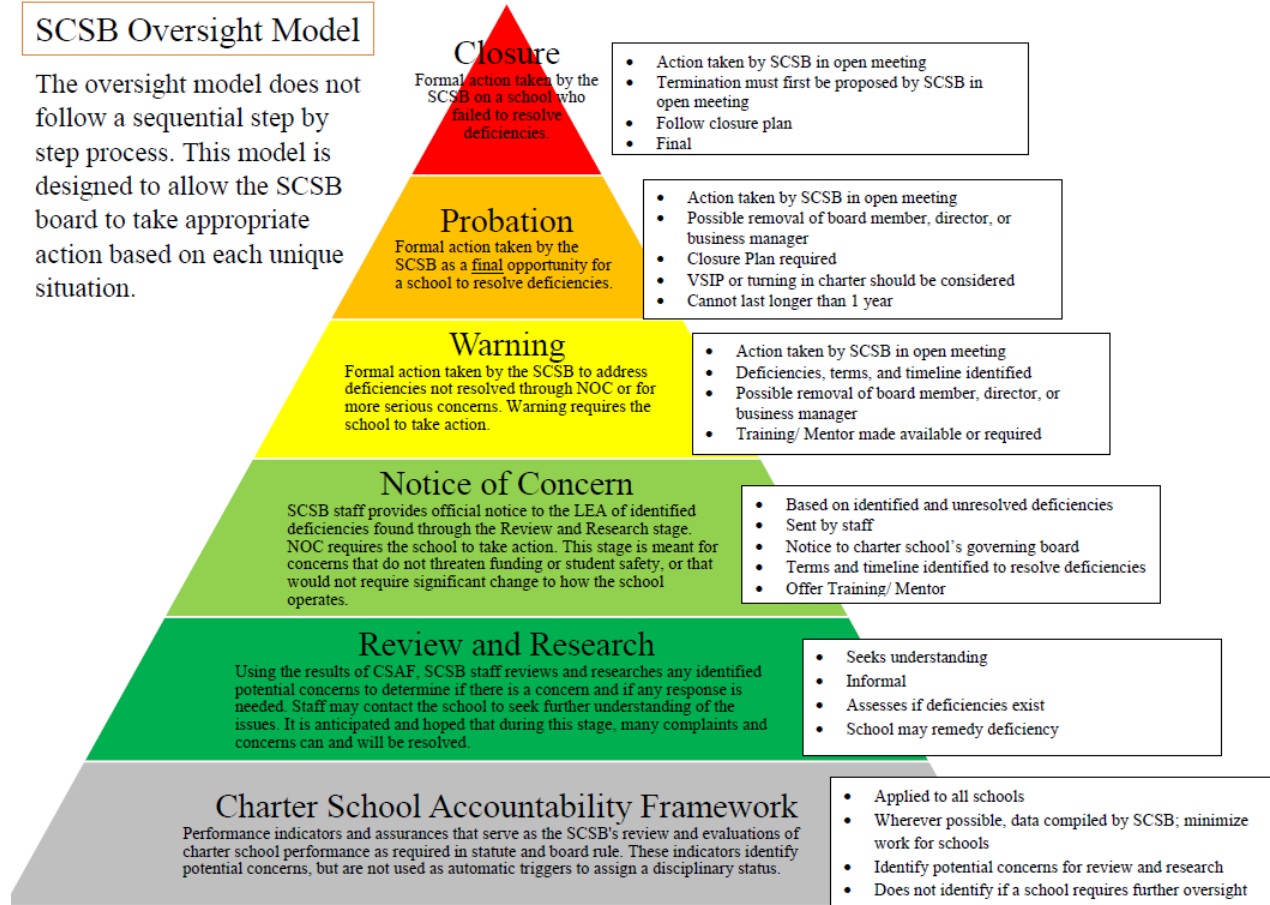 SCSB Oversight Model
The oversight model does not
follow a sequential step by
step process. This model is
designed to allow the SCSB
board to take appropriate
action based on each unique
situation.
Closure
Formal action taken by the
SCSB on a school who
failed to resolve
deficiencies.
• Action taken by SCSB in open meeting
• Termination must first be proposed by SCSB in
open meeting
• Follow closure plan
• Final
Probation
Formal action taken by the
SCSB as a final opportunity for
a school to resolve deficiencies.
• Action taken by SCSB in open meeting
• Possible removal of board member, director, or
business manager
• Closure Plan required
• VSIP or turning in charter should be considered
• Cannot last longer than 1 year
Warning
Formal action taken by the SCSB to address
deficiencies not resolved through NOC or for
more serious concerns. Warning requires the
school to take action.
• Action taken by SCSB in open meeting
• Deficiencies, terms, and timeline identified
• Possible removal of board member, director, or
business manager
• Training/ Mentor made available or required
Notice of Concern
SCSB staff provides official notice to the LEA of identified
deficiencies found through the Review and Research stage.
NOC requires the school to take action. This stage is meant for
concerns that do not threaten funding or student safety, or that
would not require significant change to how the school
operates.
• Based on identified and unresolved deficiencies
• Sent by staff
• Notice to charter school's governing board
• Terms and timeline identified to resolve deficiencies
• Offer Training/ Mentor
Review and Research
Using the results of CSAF, SCSB staff reviews and researches any identified
potential concerns to determine if there is a concern and if any response is
needed. Staff may contact the school to seek further understanding of the
issues. It is anticipated and hoped that during this stage, many complaints and
concerns can and will be resolved.
• Seeks understanding
• Informal
• Assesses if deficiencies exist
• School may remedy deficiency
Charter School Accountability Framework
Performance indicators and assurances that serve as the SCSB's review and evaluations of
charter school performance as required in statute and board rule. These indicators identify
potential concerns, but are not used as automatic triggers to assign a disciplinary status.
• Applied to all schools
• Wherever possible, data compiled by SCSB; minimize
work for schools
• Identify potential concerns for review and research
• Does not identify if a school requires further oversight